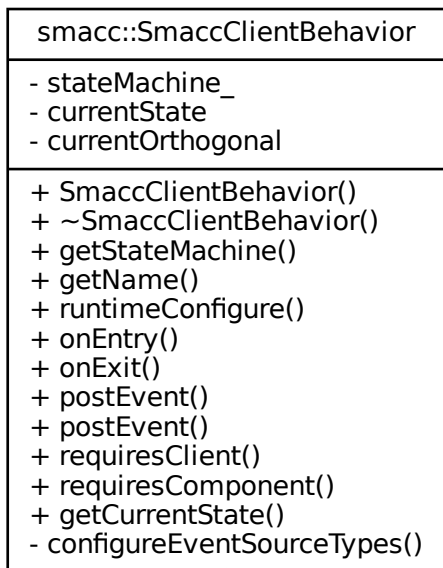 smacc::SmaccClientBehavior
- stateMachine_
- currentState
- currentOrthogonal
+ SmaccClientBehavior()
+ ~SmaccClientBehavior()
+ getStateMachine()
+ getName()
+ runtimeConfigure()
+ onEntry()
+ onExit()
+ postEvent()
+ postEvent()
+ requiresClient()
+ requiresComponent()
+ getCurrentState()
- configureEventSourceTypes()